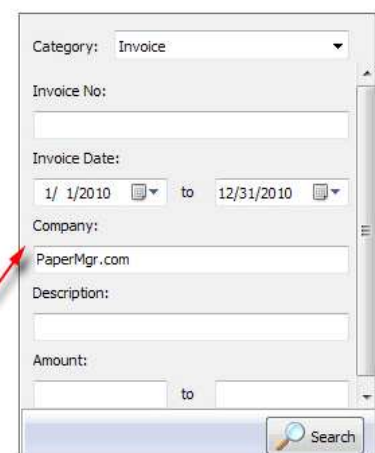 Category: Invoice
Invoice No:
Invoice Date:
1/ 1/2010 to 12/31/2010
Company:
PaperMgr.com
Description:
Amount:
to
Search